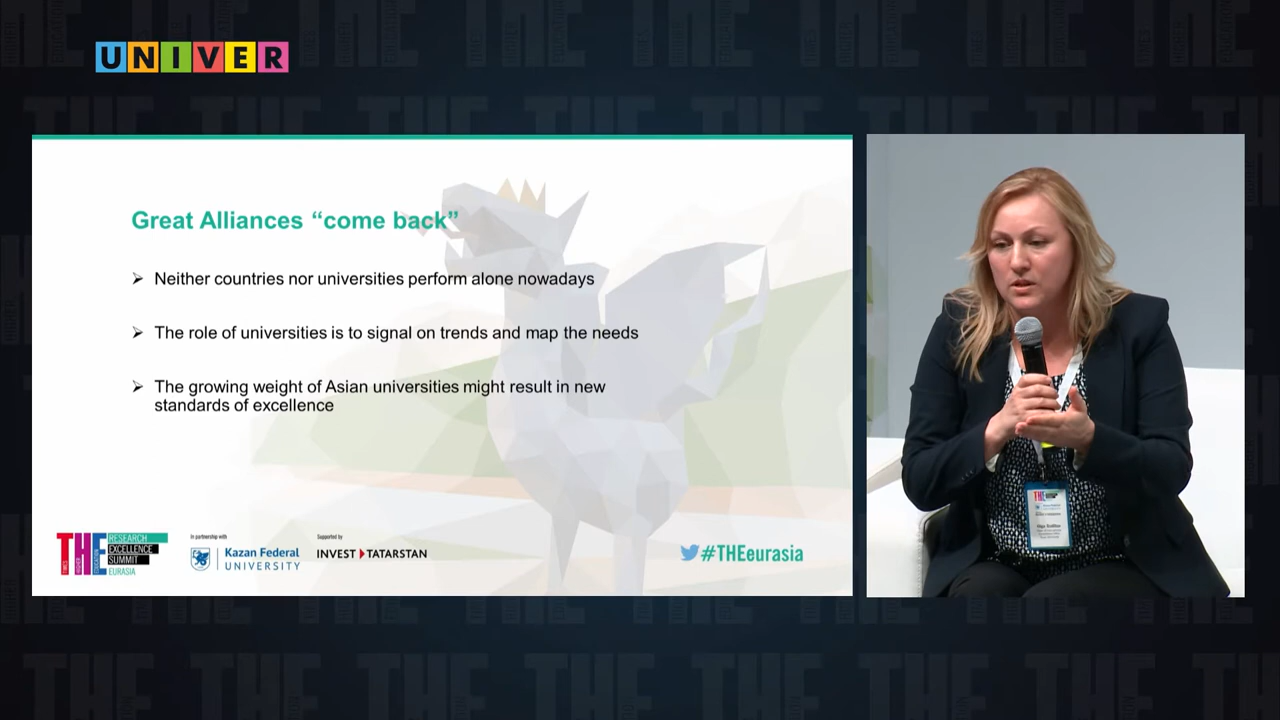 UNIVER
Great Alliances “come back”
➢ Neither countries nor universities perform alone nowadays
➢ The role of universities is to signal on trends and map the needs
➢ The growing weight of Asian universities might result in new
standards of excellence
THE
RESEARCH
EXCELLENCE
SUMMIT
EURASIA
In partnership with
Kazan Federal
UNIVERSITY
Supported by
INVEST TATARSTAN
#THEeurasia
THE